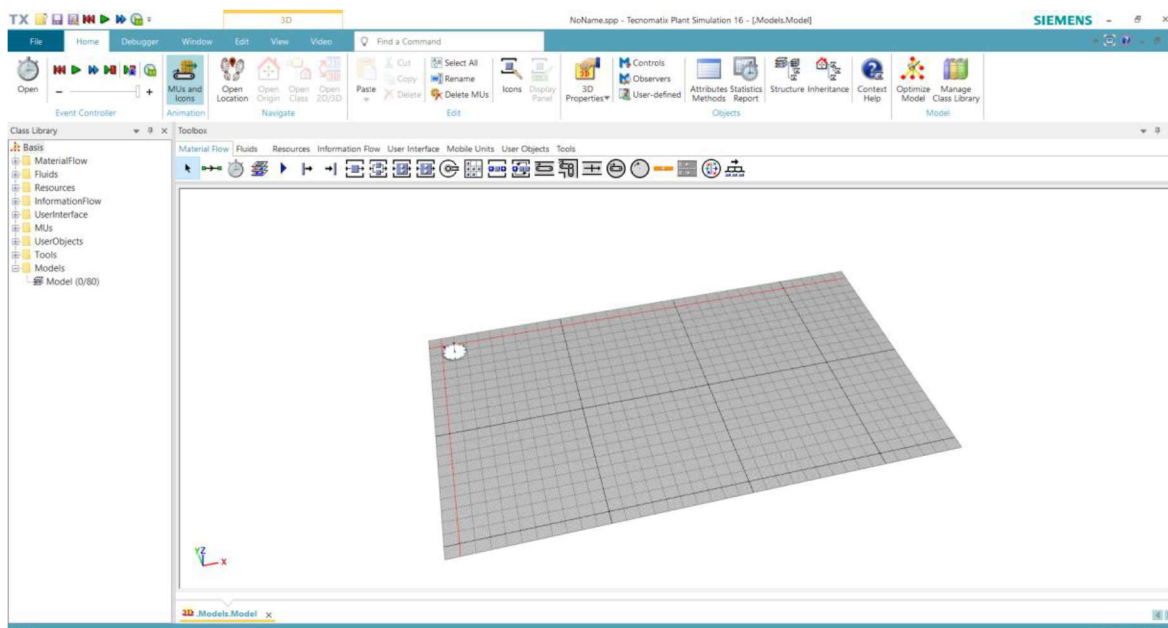 TX
3D
NoName.spp - Tecnomatix Plant Simulation 16 - [.Models.Model]
SIEMENS
File Home Debugger Window Edit View Video Find a Command
Open
Event Controller
MUs and Icons
Animation
Open Location
Open Origin
Open Class
Open 2D/3D
Navigate
Paste
Cut
Copy
Delete
Select All
Rename
Delete MUs
Edit
Icons
Display Panel
3D Properties
Controls
Observers
User-defined
Attributes Methods
Statistics Report
Structure
Inheritance
Objects
Context Help
Optimize Model
Manage Class Library
Model
Class Library
Toolbox
Basis
MaterialFlow
Fluids
Resources
InformationFlow
UserInterface
MUs
UserObjects
Tools
Models
Model (0/80)
Material Flow Fluids Resources Information Flow User Interface Mobile Units User Objects Tools
YZ
X
3D .Models.Model